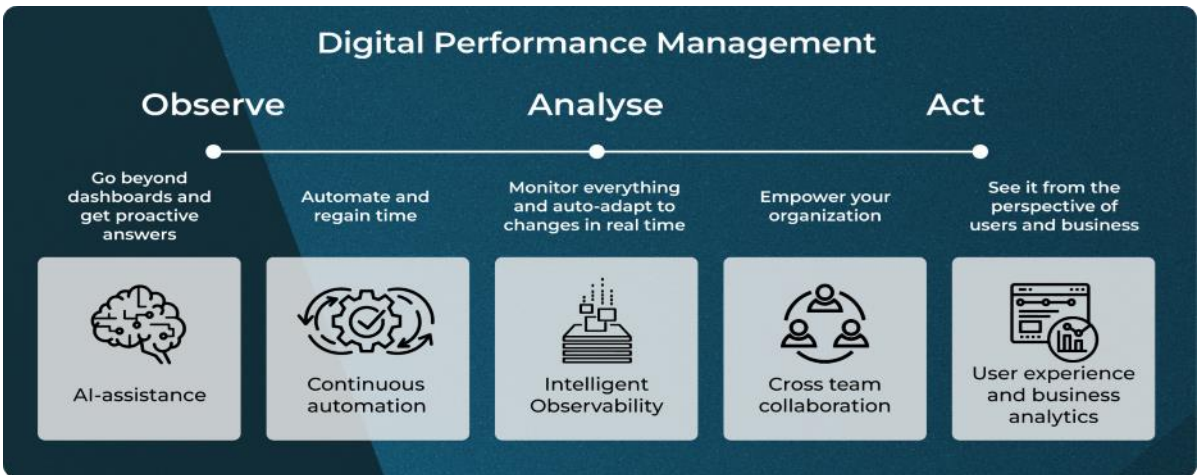 Digital Performance Management
Observe
Analyse
Act
Go beyond
dashboards and
get proactive
answers
Automate and
regain time
Monitor everything
and auto-adapt to
changes in real time
Empower your
organization
See it from the
perspective of
users and business
AI-assistance
Continuous
automation
Intelligent
Observability
Cross team
collaboration
User experience
and business
analytics